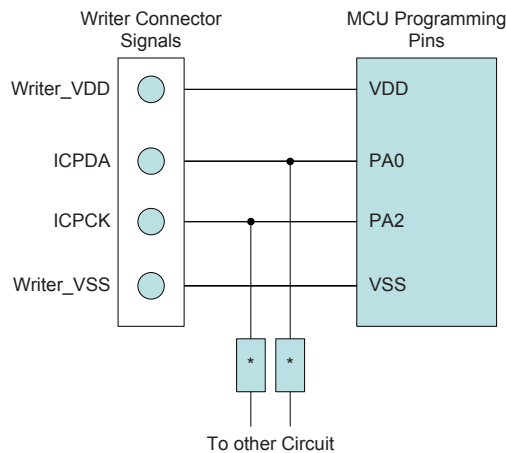 Writer Connector
Signals
MCU Programming
Pins
Writer_VDD
VDD
ICPDA
PA0
ICPCK
PA2
Writer_VSS
VSS
*
*
To other Circuit